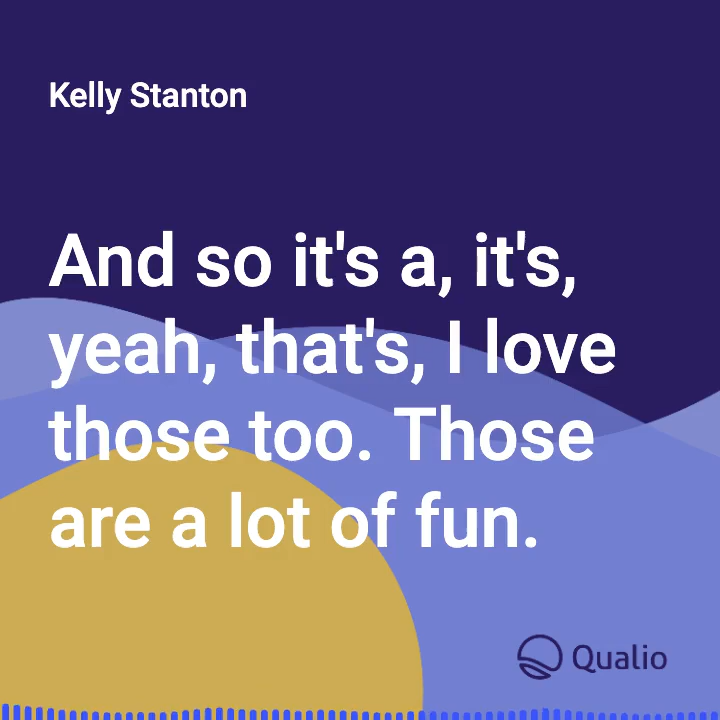 Kelly Stanton
And so it's a, it's,
yeah, that's, I love
those too. Those
are a lot of fun.
Qualio